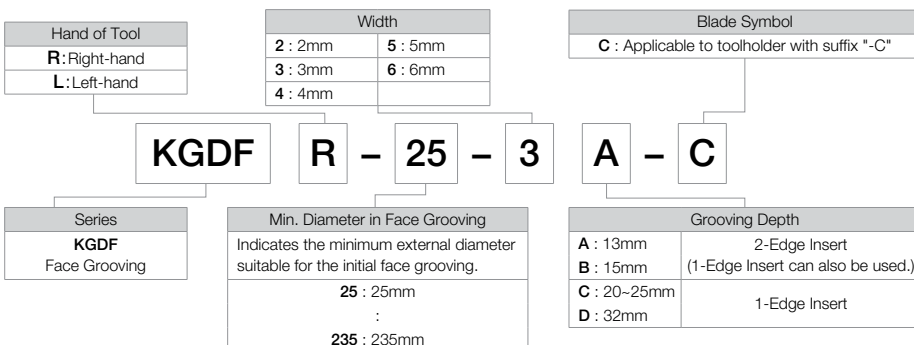 Hand of Tool
R:Right-hand
L:Left-hand
Width
2 : 2mm 5 : 5mm
3 : 3mm 6 : 6mm
4 : 4mm
Blade Symbol
C : Applicable to toolholder with suffix "-C"
KGDF R – 25 – 3 A – C
Series
KGDF
Face Grooving
Min. Diameter in Face Grooving
Indicates the minimum external diameter
suitable for the initial face grooving.
25 : 25mm
:
235 : 235mm
Grooving Depth
A : 13mm
B : 15mm
2-Edge Insert
(1-Edge Insert can also be used.)
C : 20~25mm
D : 32mm
1-Edge Insert